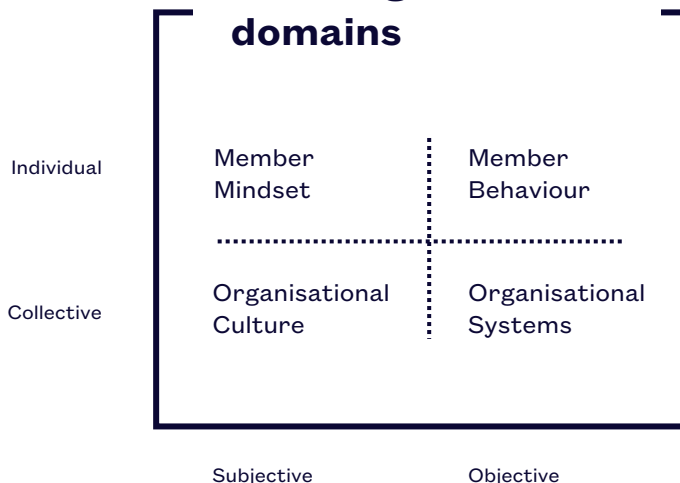 domains
Individual
Member
Mindset
Member
Behaviour
Collective
Organisational
Culture
Organisational
Systems
Subjective
Objective